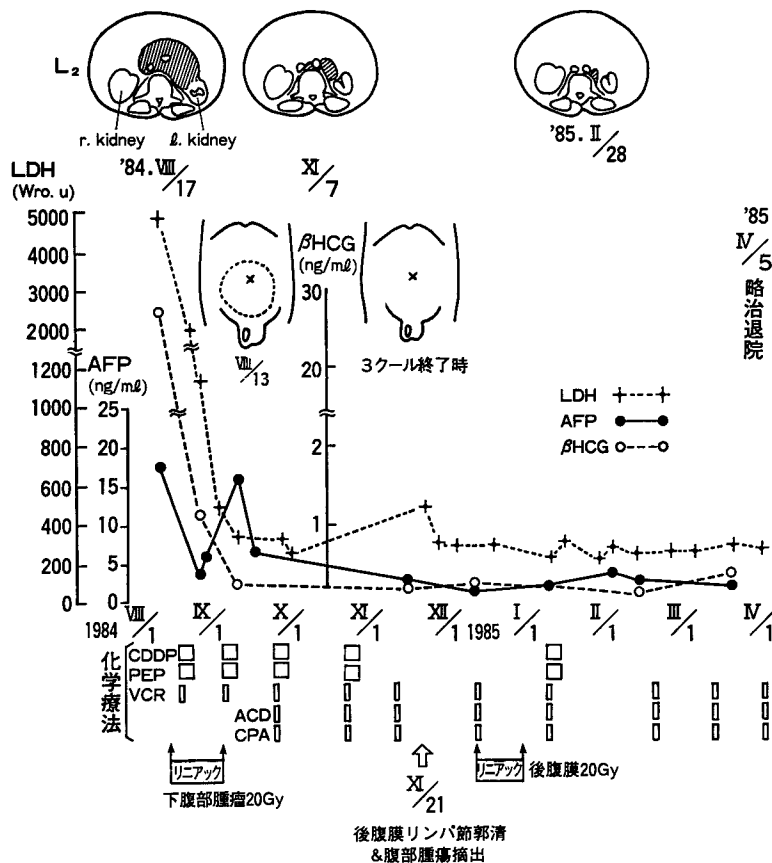 L2
r. kidney
ℓ. kidney
'84. Ⅷ/17
Ⅺ/7
'85. Ⅱ/28
LDH
(Wro. u)
5000
4000
3000
2000
1200
1000
800
600
400
200
0
AFP
(ng/mℓ)
25
20
15
10
5
0
βHCG
(ng/mℓ)
30
20
2
1
Ⅷ/13
3クール終了時
'85
Ⅳ/5
略治退院
LDH
AFP
βHCG
Ⅷ/1
Ⅸ/1
Ⅹ/1
Ⅺ/1
Ⅻ/1
Ⅰ/1
Ⅱ/1
Ⅲ/1
Ⅳ/1
1984
1985
化学療法
CDDP
PEP
VCR
ACD
CPA
リニアック
下腹部腫瘤20Gy
Ⅺ/21
後腹膜リンパ節郭清
&腹部腫瘍摘出
リニアック
後腹膜20Gy